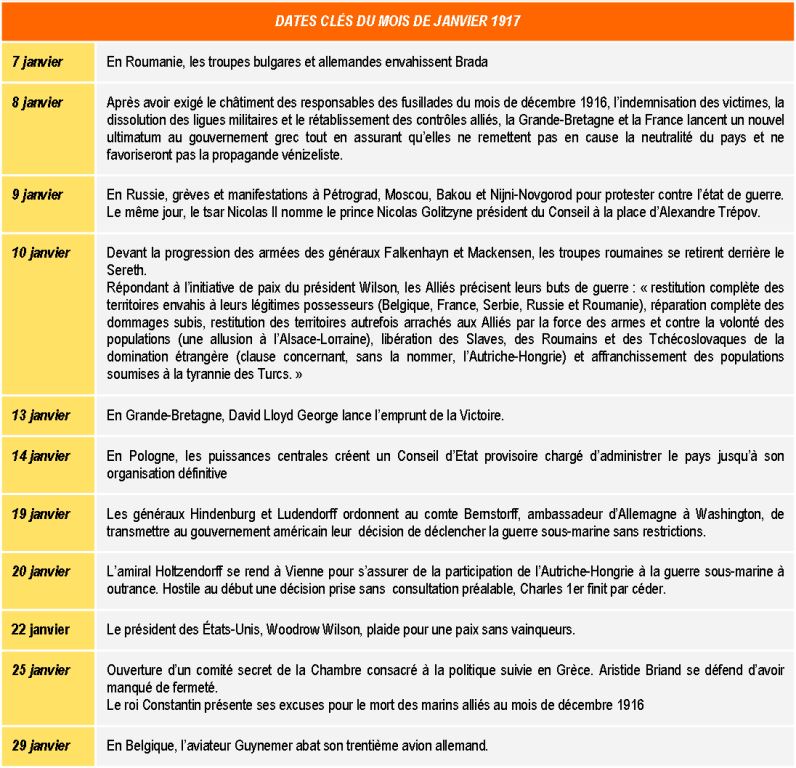 DATES CLÉS DU MOIS DE JANVIER 1917
7 janvier
En Roumanie, les troupes bulgares et allemandes envahissent Brada
8 janvier
Après avoir exigé le châtiment des responsables des fusillades du mois de décembre 1916, l’indemnisation des victimes, la
dissolution des ligues militaires et le rétablissement des contrôles alliés, la Grande-Bretagne et la France lancent un nouvel
ultimatum au gouvernement grec tout en assurant qu’elles ne remettent pas en cause la neutralité du pays et ne
favoriseront pas la propagande vénizeliste.
9 janvier
En Russie, grèves et manifestations à Pétrograd, Moscou, Bakou et Nijni-Novgorod pour protester contre l’état de guerre.
Le même jour, le tsar Nicolas II nomme le prince Nicolas Golitzyne président du Conseil à la place d’Alexandre Trépov.
10 janvier
Devant la progression des armées des généraux Falkenhayn et Mackensen, les troupes roumaines se retirent derrière le
Sereth.
Répondant à l’initiative de paix du président Wilson, les Alliés précisent leurs buts de guerre : « restitution complète des
territoires envahis à leurs légitimes possesseurs (Belgique, France, Serbie, Russie et Roumanie), réparation complète des
dommages subis, restitution des territoires autrefois arrachés aux Alliés par la force des armes et contre la volonté des
populations (une allusion à l’Alsace-Lorraine), libération des Slaves, des Roumains et des Tchécoslovaques de la
domination étrangère (clause concernant, sans la nommer, l’Autriche-Hongrie) et affranchissement des populations
soumises à la tyrannie des Turcs. »
13 janvier
En Grande-Bretagne, David Lloyd George lance l’emprunt de la Victoire.
14 janvier
En Pologne, les puissances centrales créent un Conseil d’Etat provisoire chargé d’administrer le pays jusqu’à son
organisation définitive
19 janvier
Les généraux Hindenburg et Ludendorff ordonnent au comte Bernstorff, ambassadeur d’Allemagne à Washington, de
transmettre au gouvernement américain leur décision de déclencher la guerre sous-marine sans restrictions.
20 janvier
L’amiral Holtzendorff se rend à Vienne pour s’assurer de la participation de l’Autriche-Hongrie à la guerre sous-marine à
outrance. Hostile au début une décision prise sans consultation préalable, Charles 1er finit par céder.
22 janvier
Le président des États-Unis, Woodrow Wilson, plaide pour une paix sans vainqueurs.
25 janvier
Ouverture d’un comité secret de la Chambre consacré à la politique suivie en Grèce. Aristide Briand se défend d’avoir
manqué de fermeté.
Le roi Constantin présente ses excuses pour le mort des marins alliés au mois de décembre 1916
29 janvier
En Belgique, l’aviateur Guynemer abat son trentième avion allemand.